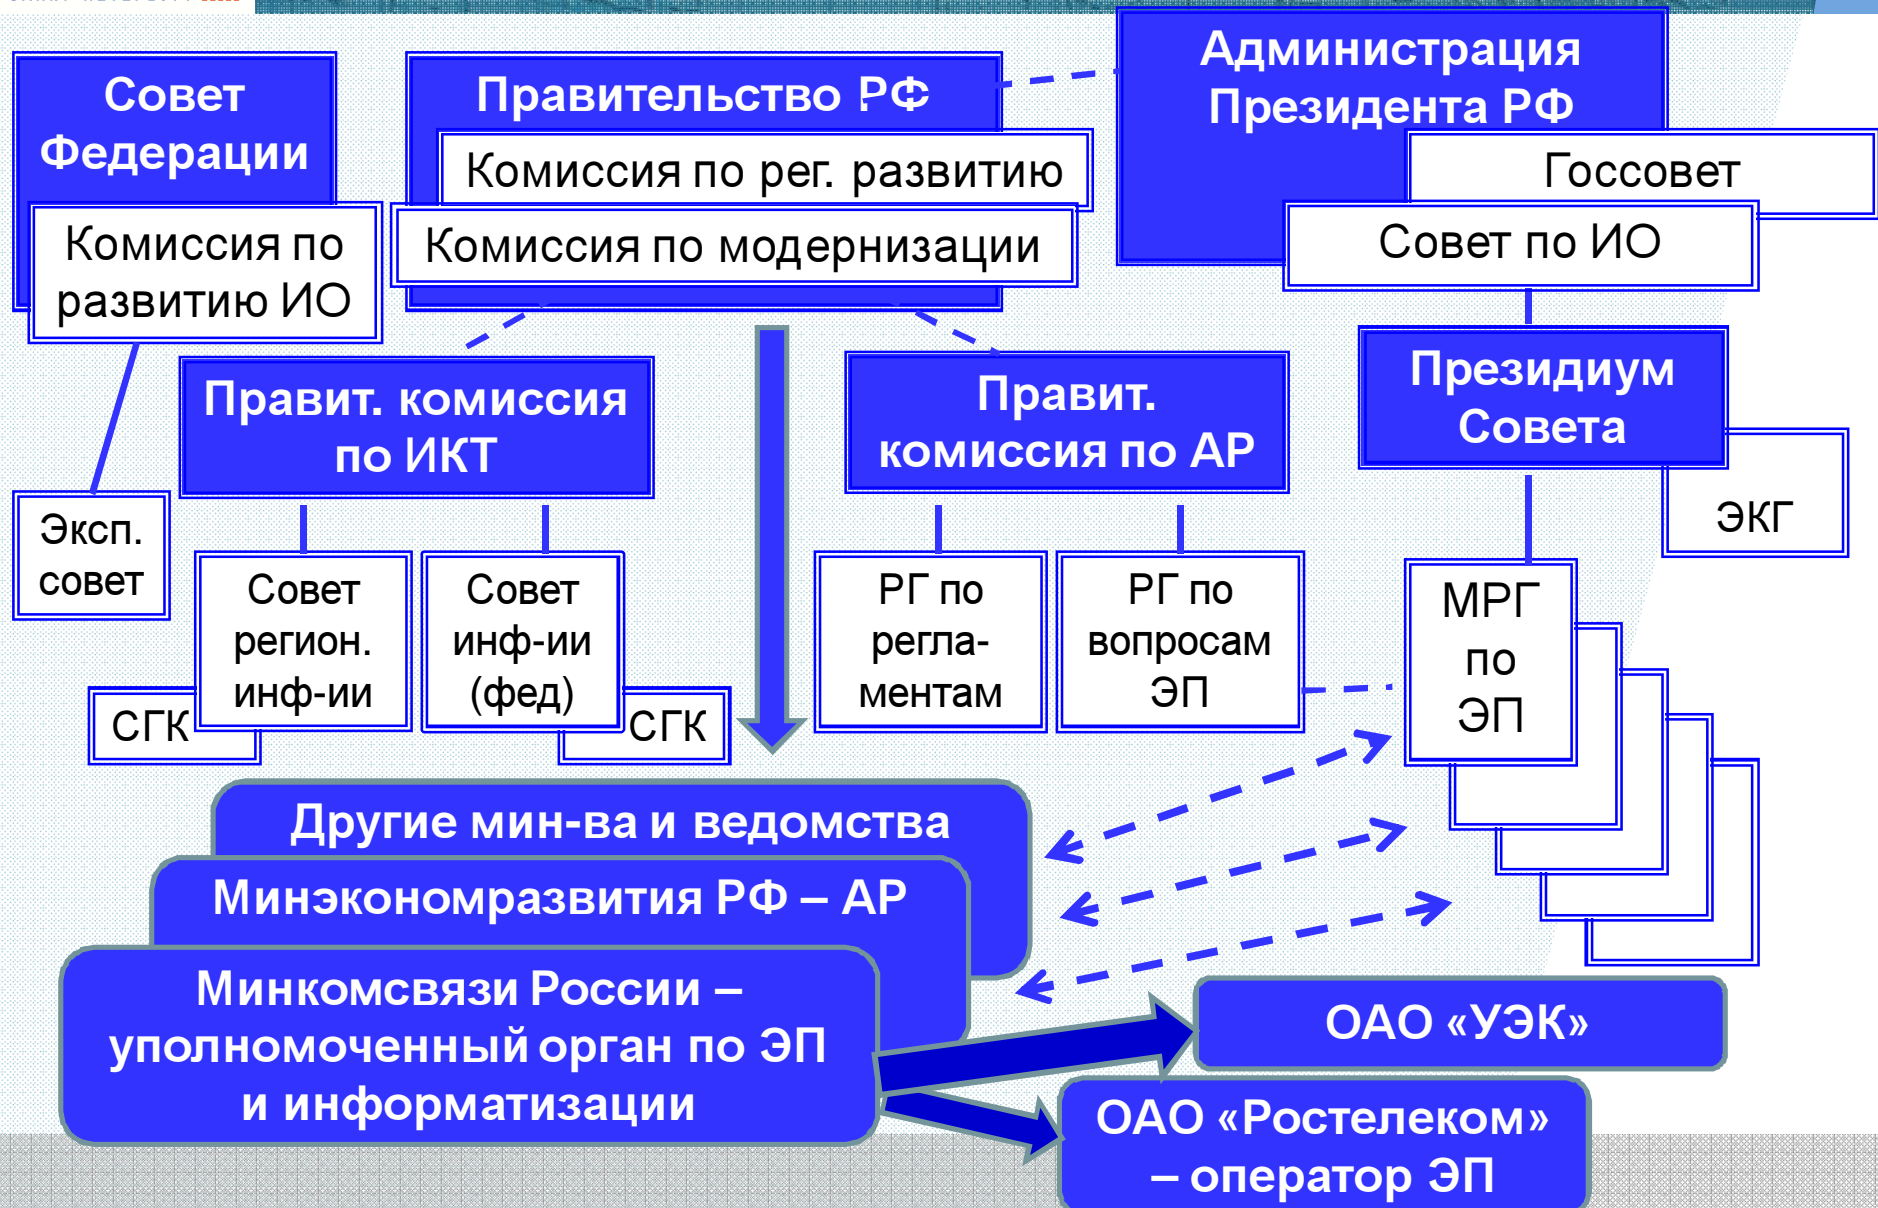 Совет
Федерации
Комиссия по
развитию ИО
Правительство РФ
Комиссия по рег. развитию
Комиссия по модернизации
Администрация
Президента РФ
Госсовет
Совет по ИО
Правит. комиссия
по ИКТ
Правит.
комиссия по АР
Президиум
Совета
ЭКГ
Эксп.
совет
Совет
регион.
инф-ии
СГК
Совет
инф-ии
(фед)
СГК
РГ по
регла-
ментам
РГ по
вопросам
ЭП
МРГ
по
ЭП
Другие мин-ва и ведомства
Минэкономразвития РФ – АР
Минкомсвязи России –
уполномоченный орган по ЭП
и информатизации
ОАО «УЭК»
ОАО «Ростелеком»
– оператор ЭП